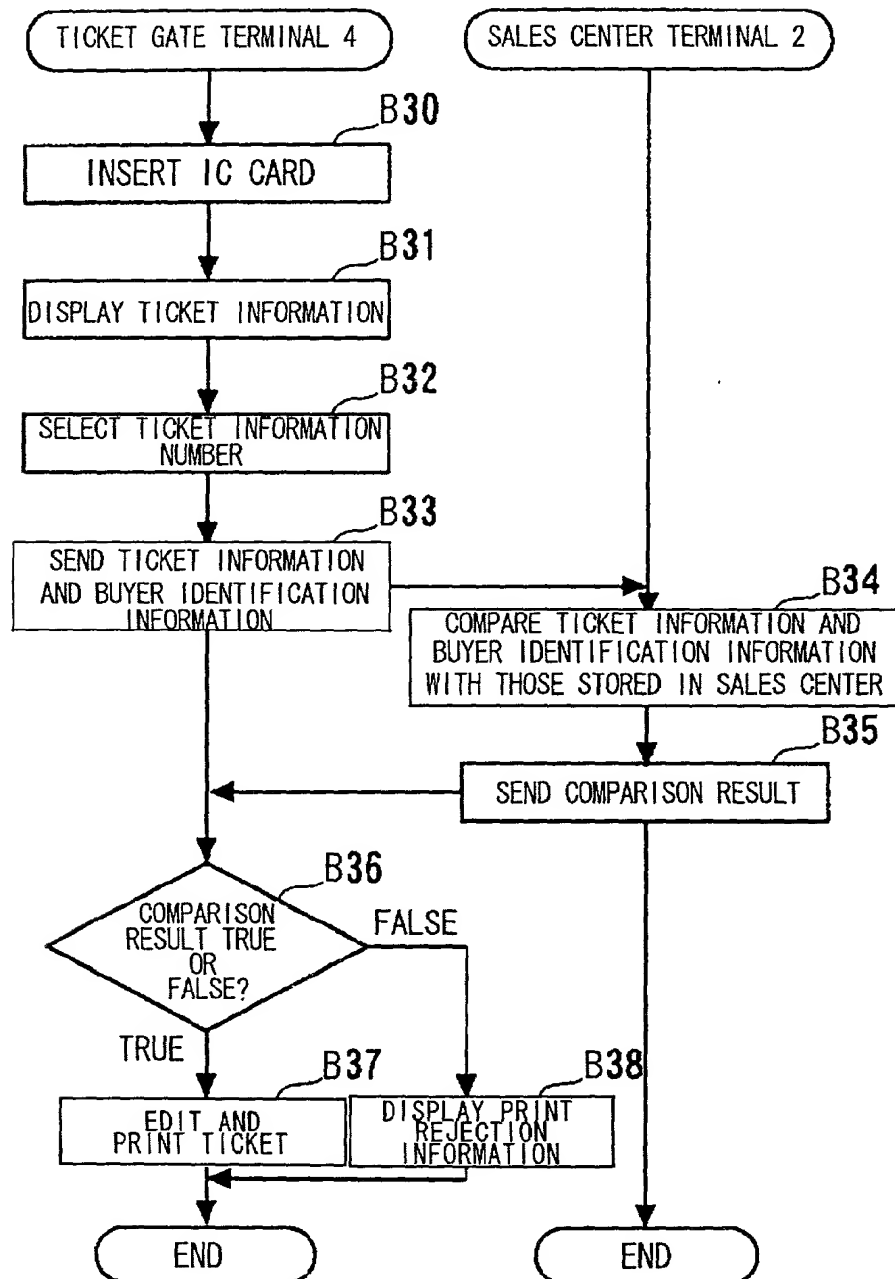 TICKET GATE TERMINAL 4
SALES CENTER TERMINAL 2
B30
INSERT IC CARD
B31
DISPLAY TICKET INFORMATION
B32
SELECT TICKET INFORMATION
NUMBER
B33
SEND TICKET INFORMATION
AND BUYER IDENTIFICATION
INFORMATION
B34
COMPARE TICKET INFORMATION AND
BUYER IDENTIFICATION INFORMATION
WITH THOSE STORED IN SALES CENTER
B35
SEND COMPARISON RESULT
B36
COMPARISON
RESULT TRUE
OR
FALSE?
FALSE
TRUE
B37
EDIT AND
PRINT TICKET
B38
DISPLAY PRINT
REJECTION
INFORMATION
END
END